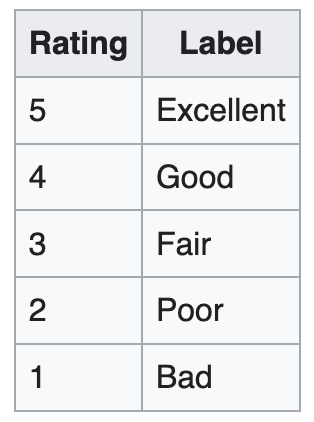 Rating Label
5 Excellent
4 Good
3 Fair
2 Poor
1 Bad